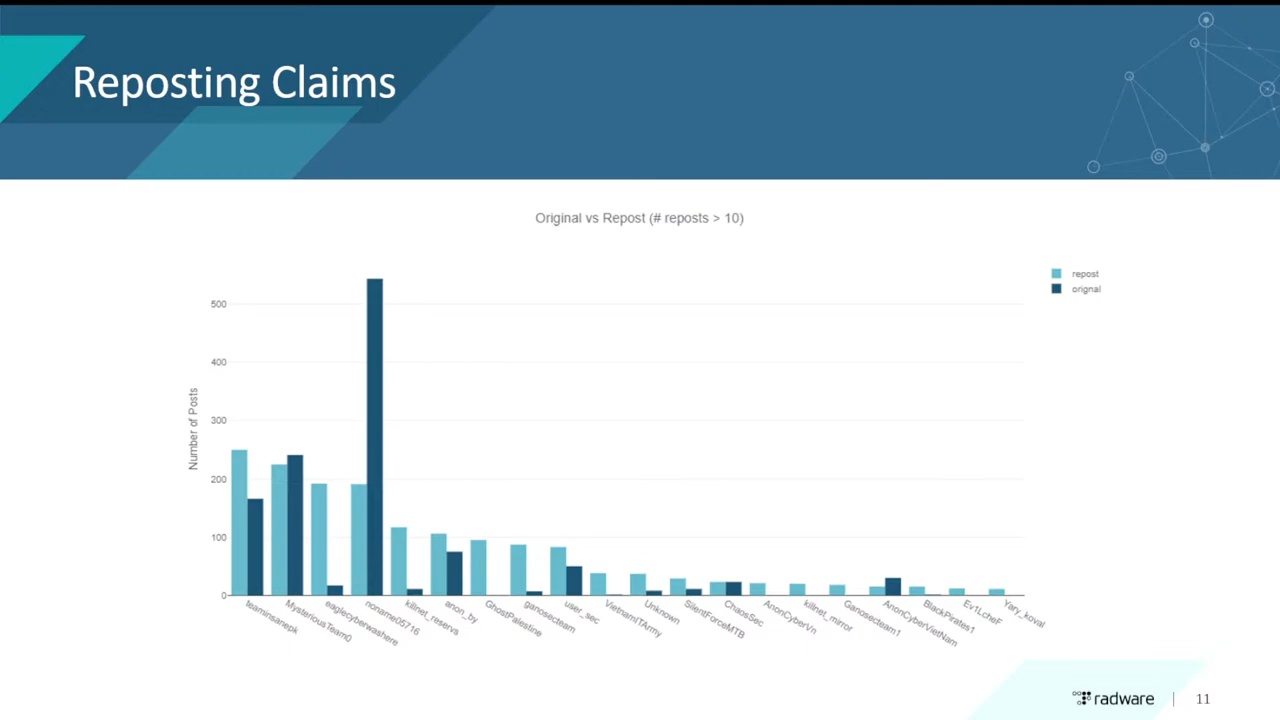 Reposting Claims
Original vs Repost (# reposts > 10)
repost
orignal
Number of Posts
500
400
300
200
100
0
teaminsanepk
MysteriousTeam0
eaglecyberwashere
noname05716
killnet_reservs
anon_by
GhostPalestine
ganosecteam
user_sec
VietnamITArmy
Unknown
SilentForceMTB
ChaosSec
AnonCyberVn
killnet_mirror
Ganosecteam1
AnonCyberVietNam
BlackPirates1
Ev1LcheF
Yary_koval
radware | 11